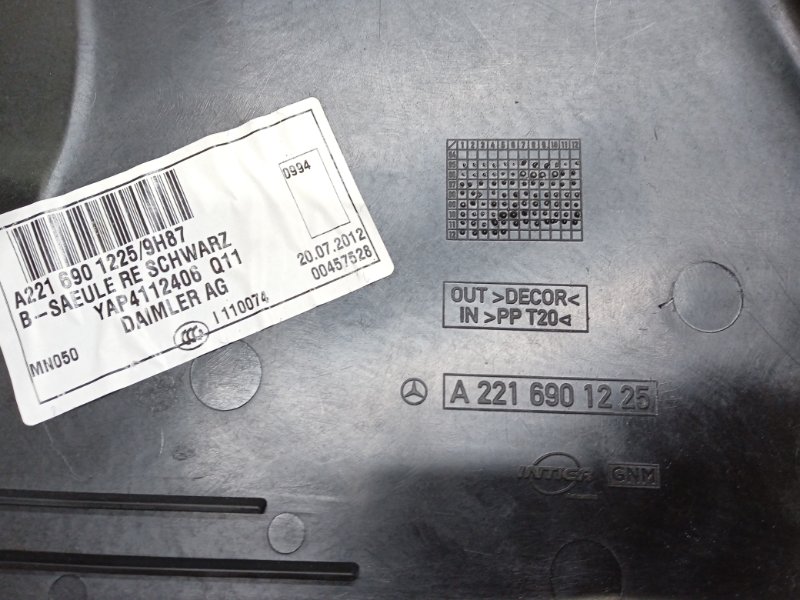 A221 690 1225/9H87
B-SAEULE RE SCHWARZ
YAP4112406 Q11
DAIMLER AG
0994
20.07.2012
00457528
MN050
I 110074
OUT >DECOR<
IN >PP T20<
A 221 690 12 25
GNM